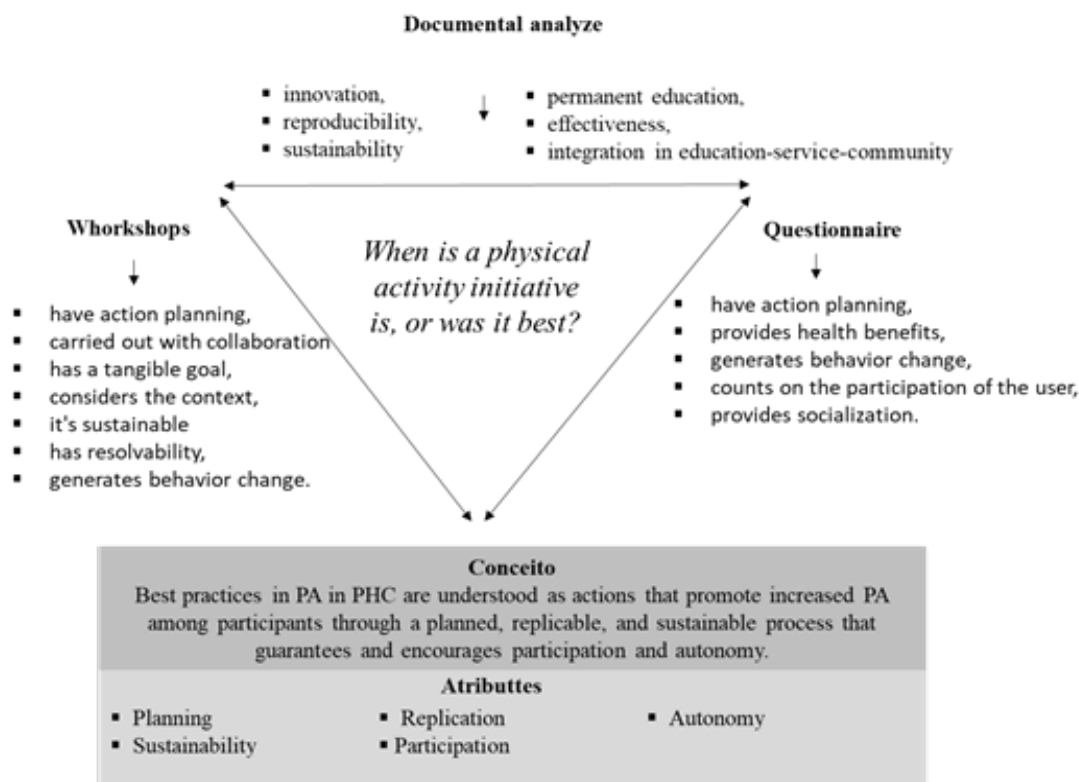 Documental analyze
▪ innovation,
▪ reproducibility,
▪ sustainability
▪ permanent education,
▪ effectiveness,
▪ integration in education-service-community
Whorkshops
▪ have action planning,
▪ carried out with collaboration
▪ has a tangible goal,
▪ considers the context,
▪ it's sustainable
▪ has resolvability,
▪ generates behavior change.
When is a physical
activity initiative
is, or was it best?
Questionnaire
▪ have action planning,
▪ provides health benefits,
▪ generates behavior change,
▪ counts on the participation of the user,
▪ provides socialization.
Conceito
Best practices in PA in PHC are understood as actions that promote increased PA
among participants through a planned, replicable, and sustainable process that
guarantees and encourages participation and autonomy.
Atributtes
▪ Planning
▪ Sustainability
▪ Replication
▪ Participation
▪ Autonomy